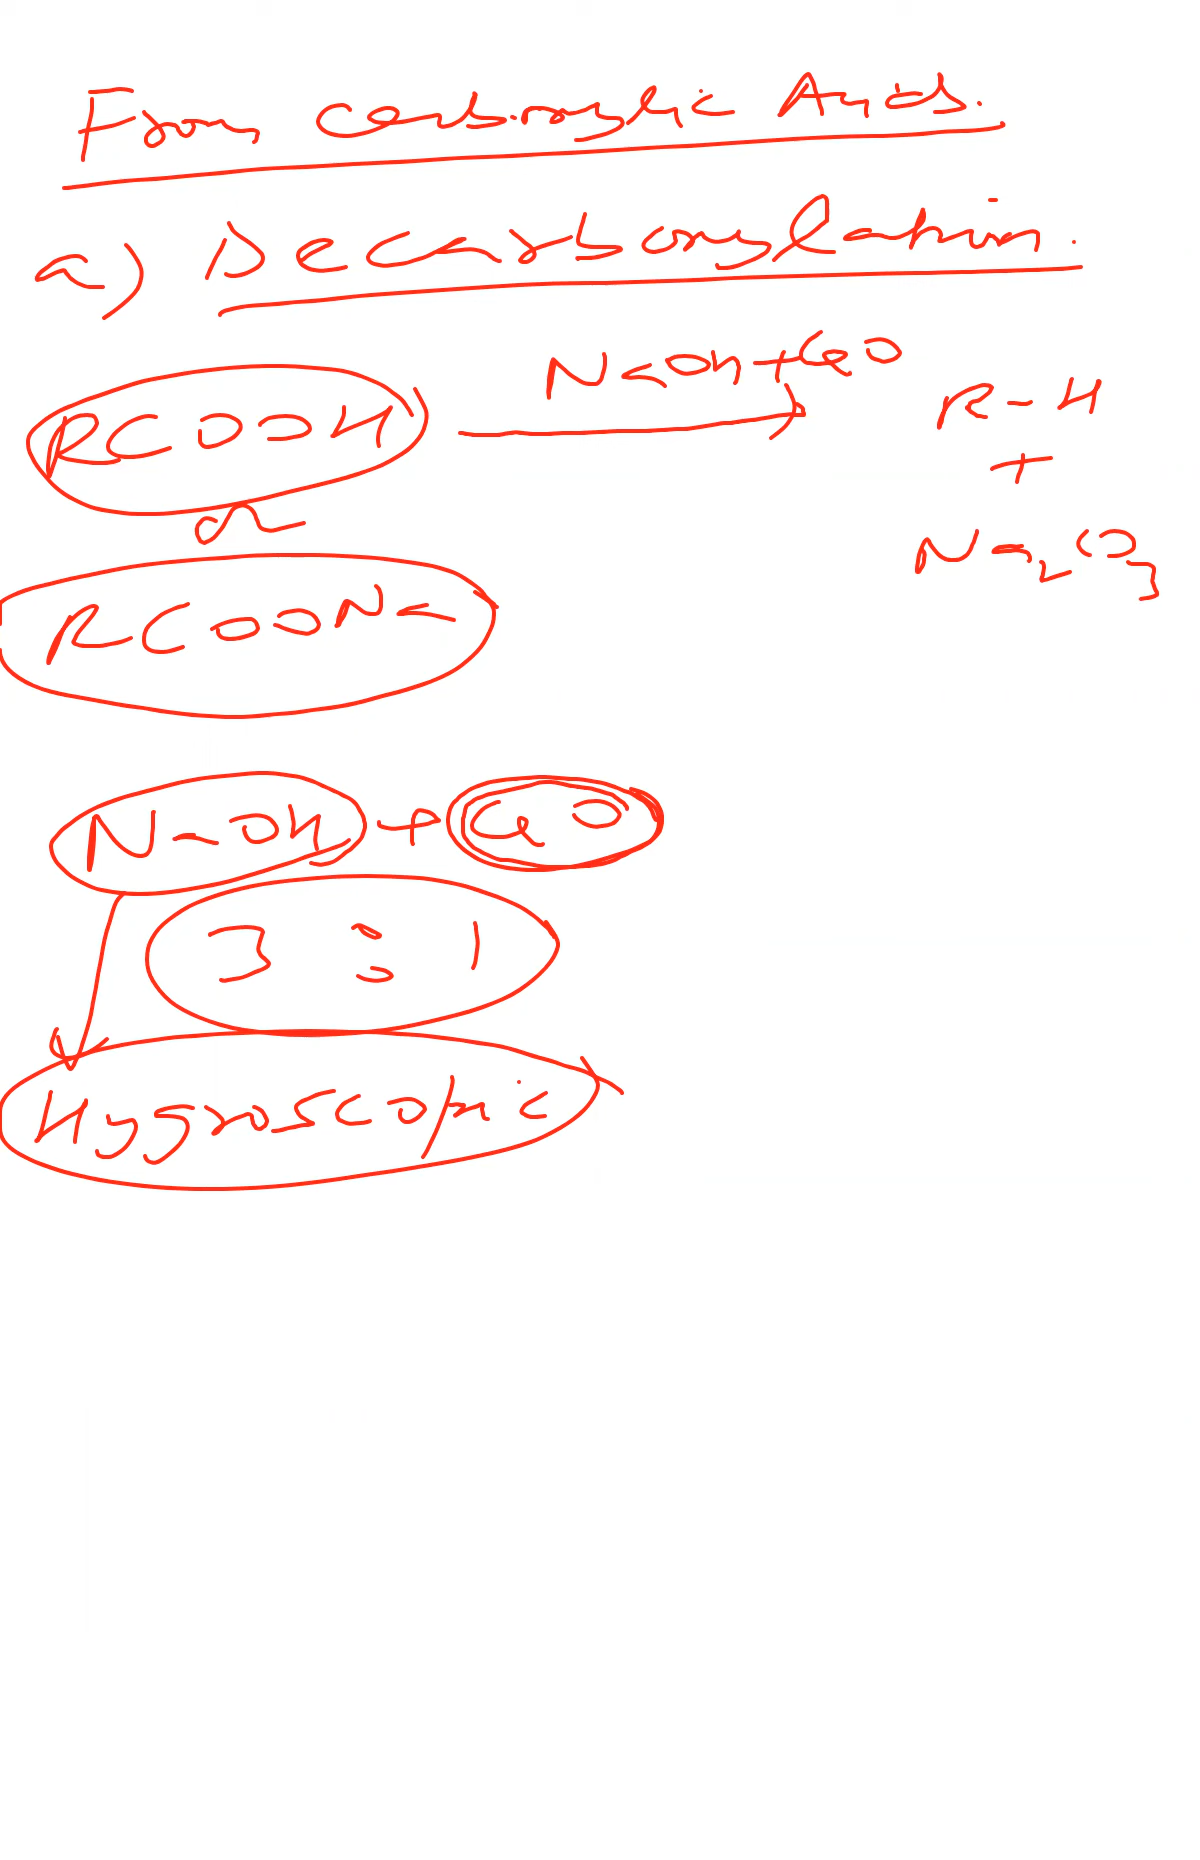 From Carboxylic Acids.
a) Decarboxylation.
RCOOH NaOH+CaO R-H
or +
RCOONa Na2CO3
NaOH + CaO
3 : 1
Hygroscopic